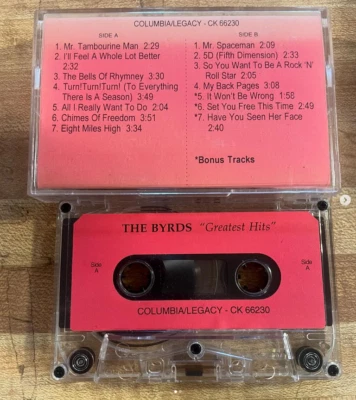 COLUMBIA/LEGACY - CK 66230
SIDE A
1. Mr. Tambourine Man 2:29
2. I'll Feel A Whole Lot Better
2:32
3. The Bells Of Rhymney 3.30
4. Turn!Turn!Turn! (To Everything
There Is A Season) 3:49
5. All I Really Want To Do 2:04
6. Chimes Of Freedom 3:51
7. Eight Miles High 3:34
SIDE B
1. Mr. Spaceman 2:09
2. 5D (Fifth Dimension) 2:33
3. So You Want To Be A Rock 'N'
Roll Star 2:05
4. My Back Pages 4:08
*5. It Won't Be Wrong 1:58
*6. Set You Free This Time 2:49
*7. Have You Seen Her Face
2:40
*Bonus Tracks
THE BYRDS "Greatest Hits"
Side
A
Side
A
COLUMBIA/LEGACY - CK 66230